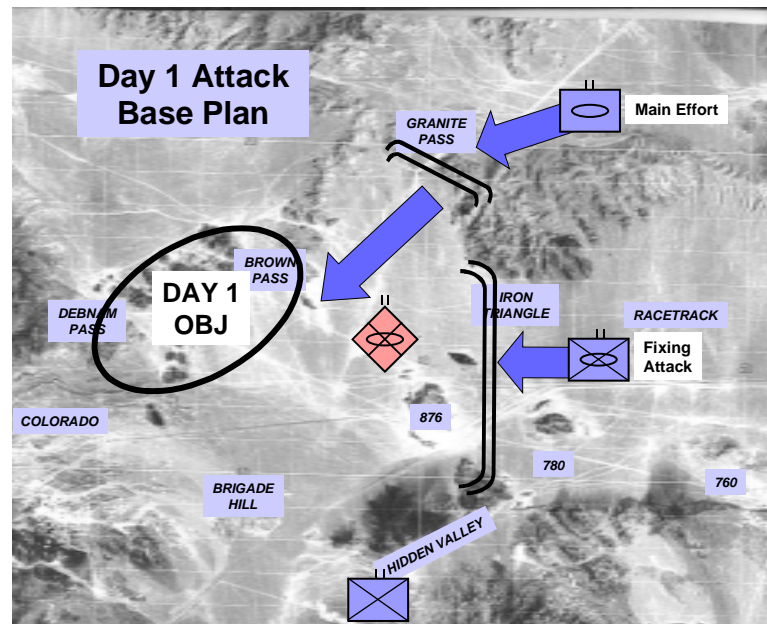 Day 1 Attack
Base Plan
GRANITE
PASS
Main Effort
BROWN
PASS
DAY 1
OBJ
DEBNAM
PASS
IRON
TRIANGLE
RACETRACK
Fixing
Attack
COLORADO
876
780
760
BRIGADE
HILL
HIDDEN VALLEY